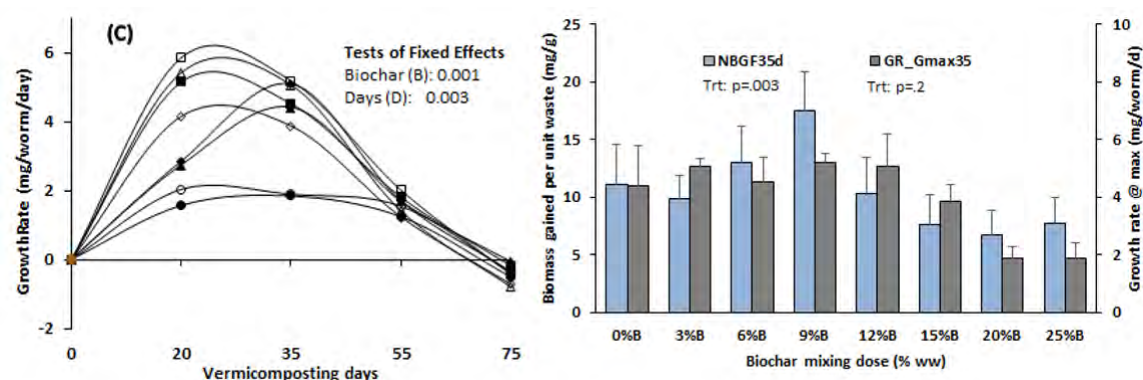 (C)
Tests of Fixed Effects
Biochar (B): 0.001
Days (D): 0.003
GrowthRate (mg/worm/day)
6
4
2
0
-2
0 20 35 55 75
Vermicomposting days
Biomass gained per unit waste (mg/g)
25
20
15
10
5
0
NBGF35d GR_Gmax35
Trt: p=.003 Trt: p=.2
10
8
6
4
2
0
Growth rate @ max (mg/worm/d)
0%B 3%B 6%B 9%B 12%B 15%B 20%B 25%B
Biochar mixing dose (% ww)